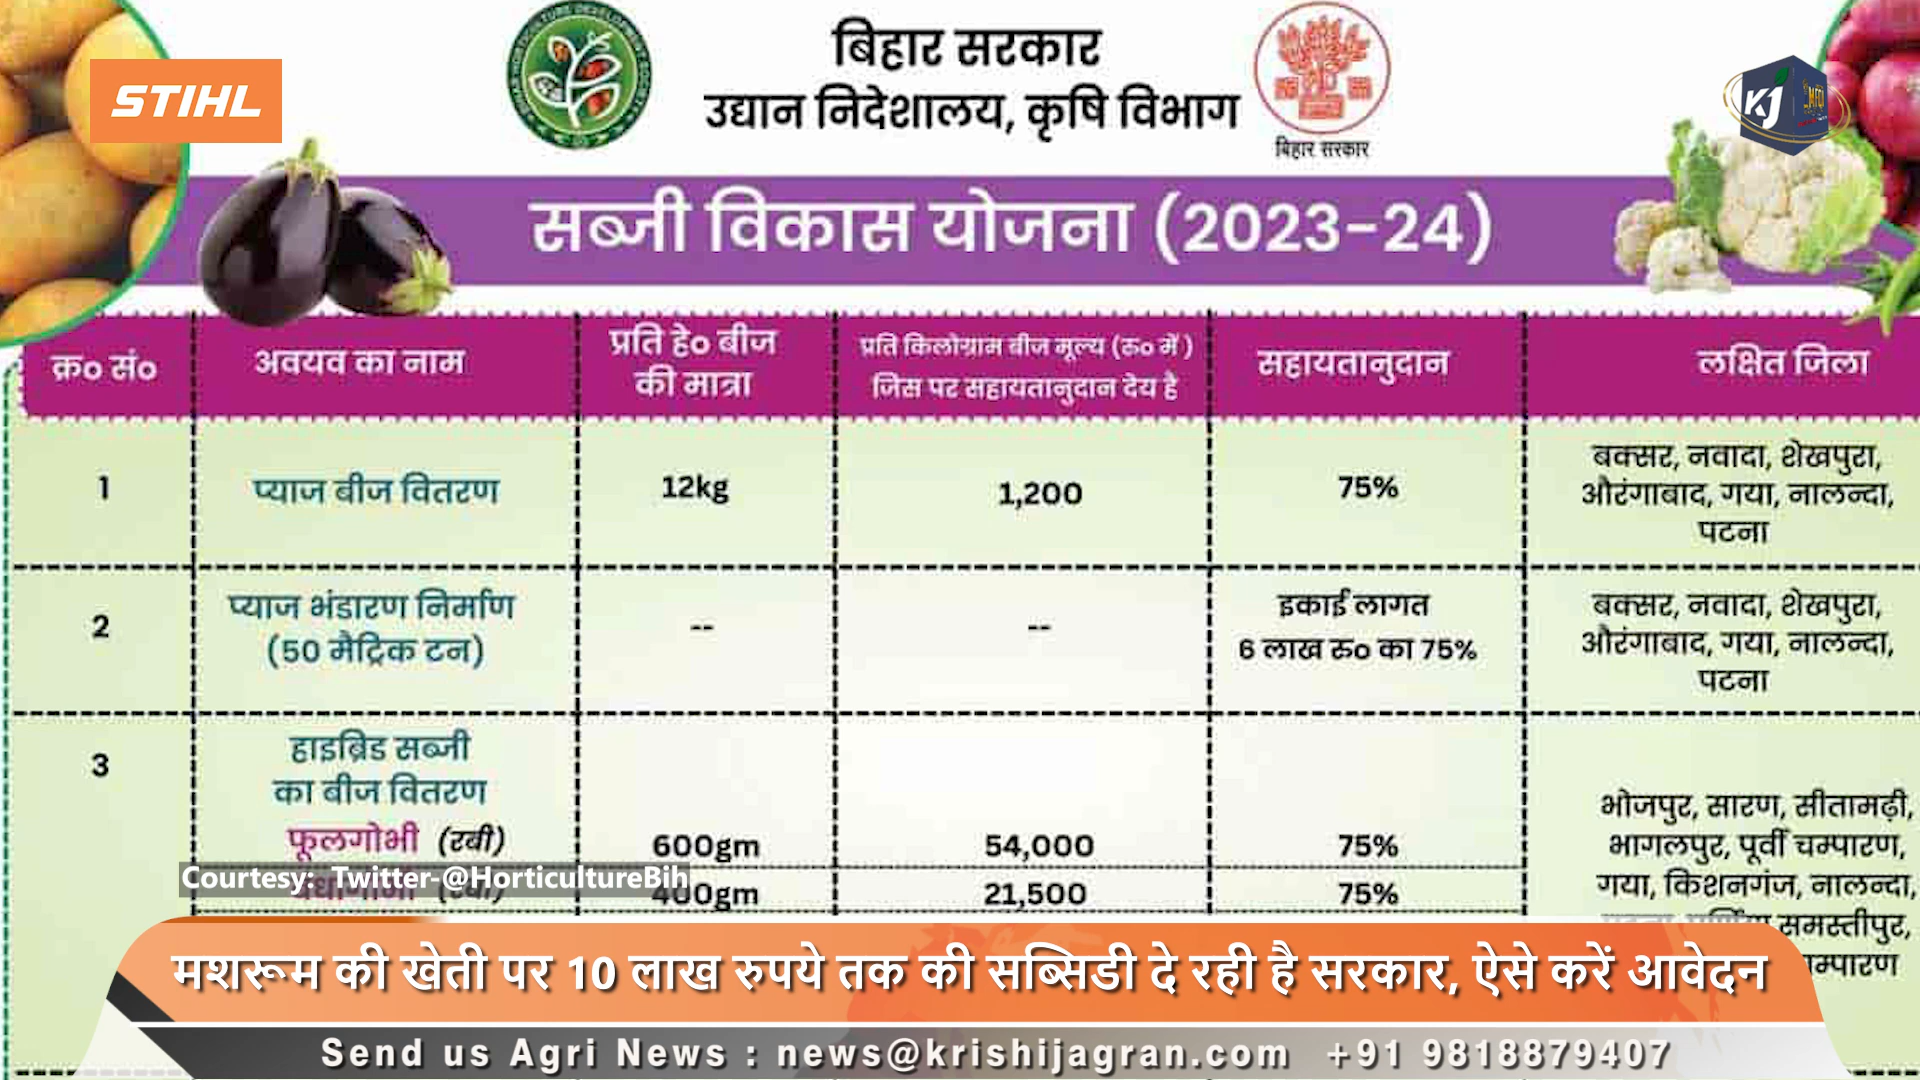 STIHL
बिहार सरकार
उद्यान निदेशालय, कृषि विभाग
बिहार सरकार
KJ
सब्जी विकास योजना (2023-24)
क्र० सं०
अवयव का नाम
प्रति हे० बीज
की मात्रा
प्रति किलोग्राम बीज मूल्य (रु० में )
जिस पर सहायतानुदान देय है
सहायतानुदान
लक्षित जिला
1
प्याज बीज वितरण
12kg
1,200
75%
बक्सर, नवादा, शेखपुरा,
औरंगाबाद, गया, नालन्दा,
पटना
2
प्याज भंडारण निर्माण
(50 मैट्रिक टन)
--
--
इकाई लागत
6 लाख रु० का 75%
बक्सर, नवादा, शेखपुरा,
औरंगाबाद, गया, नालन्दा,
पटना
3
हाइब्रिड सब्जी
का बीज वितरण
फूलगोभी (रबी)
600gm
54,000
75%
400gm
21,500
75%
भोजपुर, सारण, सीतामढ़ी,
भागलपुर, पूर्वी चम्पारण,
गया, किशनगंज, नालन्दा,
समस्तीपुर,
Courtesy: Twitter-@HorticultureBih
मशरूम की खेती पर 10 लाख रुपये तक की सब्सिडी दे रही है सरकार, ऐसे करें आवेदन
Send us Agri News : news@krishijagran.com +91 9818879407